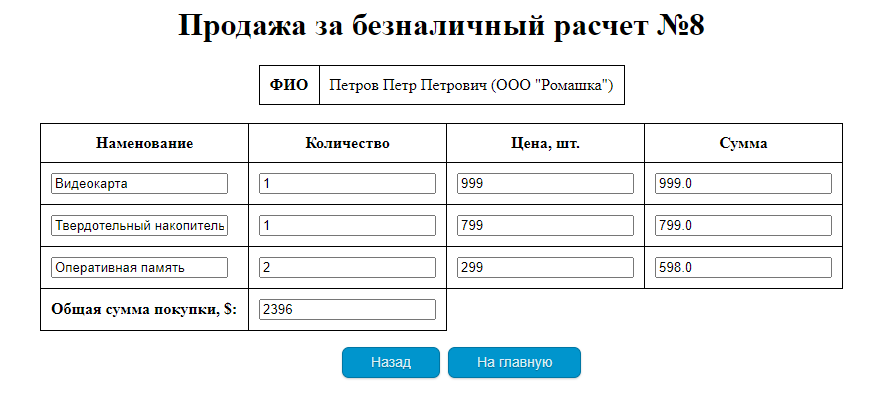 Продажа за безналичный расчет №8
ФИО Петров Петр Петрович (ООО "Ромашка")
Наменование Количество Цена, шт. Сумма
Видеокарта 1 999 999.0
Твердотельный накопитель 1 799 799.0
Оперативная память 2 299 598.0
Общая сумма покупки, $: 2396
Назад На главную